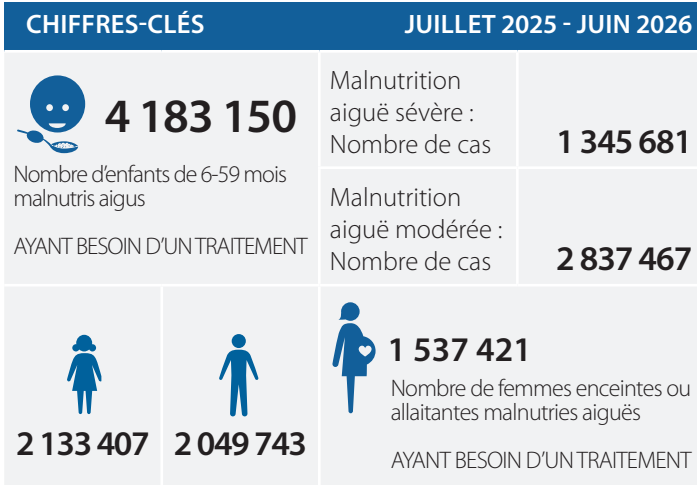 CHIFFRES-CLÉS
JUILLET 2025 - JUIN 2026
4 183 150
Nombre d’enfants de 6-59 mois
malnutris aigus
AYANT BESOIN D’UN TRAITEMENT
Malnutrition
aiguë sévère :
Nombre de cas
1 345 681
Malnutrition
aiguë modérée :
Nombre de cas
2 837 467
2 133 407
2 049 743
1 537 421
Nombre de femmes enceintes ou
allaitantes malnutries aiguës
AYANT BESOIN D’UN TRAITEMENT